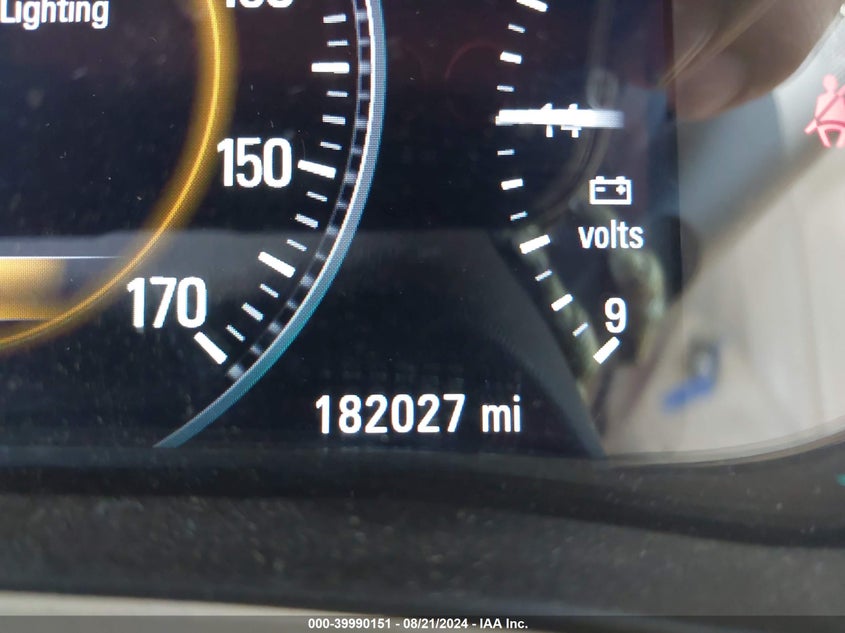 Lighting
150
14
volts
170
9
182027 mi
000-39990151 - 08/21/2024 - IAA Inc.